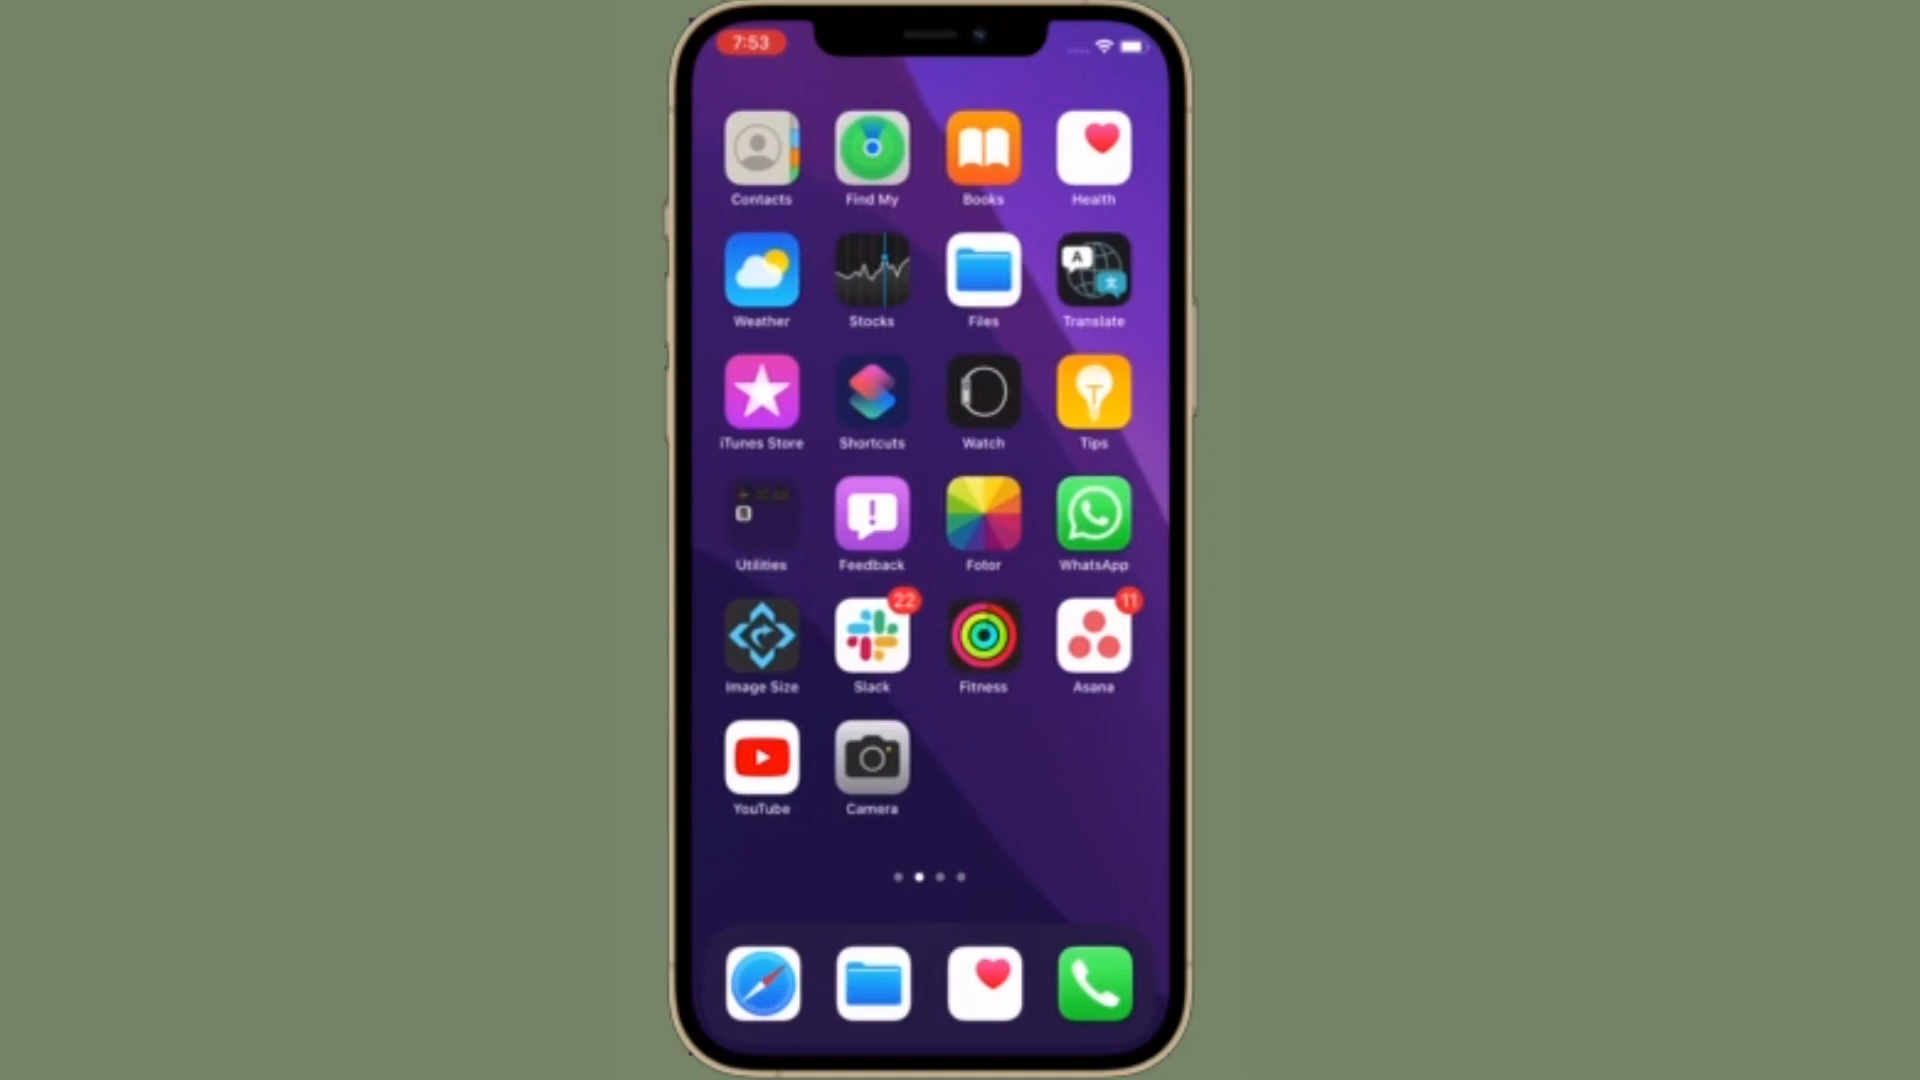 7:53
Contacts Find My Books Health
A 文
Weather Stocks Files Translate
T
iTunes Store Shortcuts Watch Tips
Utilities Feedback Fotor WhatsApp
22 11
Image Size Slack Fitness Asana
YouTube Camera